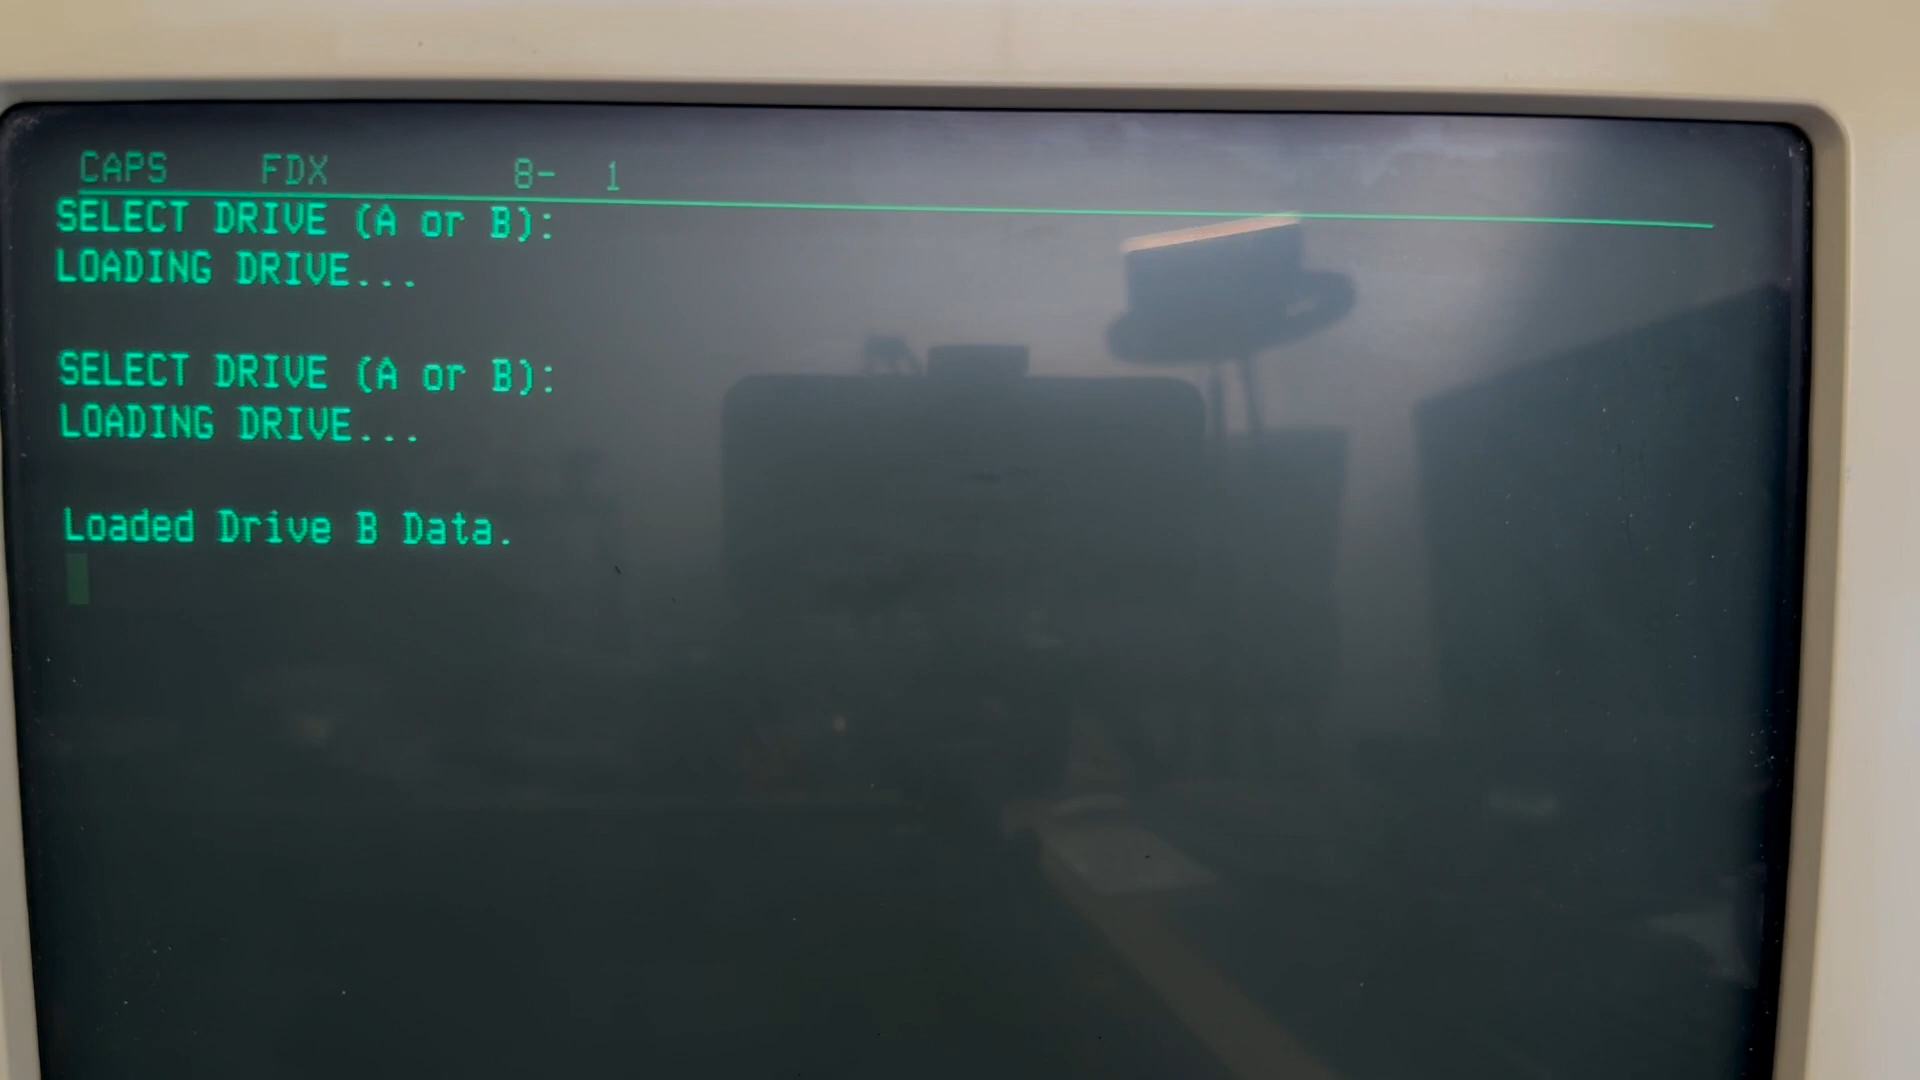 CAPS FDX 8- 1
SELECT DRIVE (A or B):
LOADING DRIVE...
SELECT DRIVE (A or B):
LOADING DRIVE...
Loaded Drive B Data.